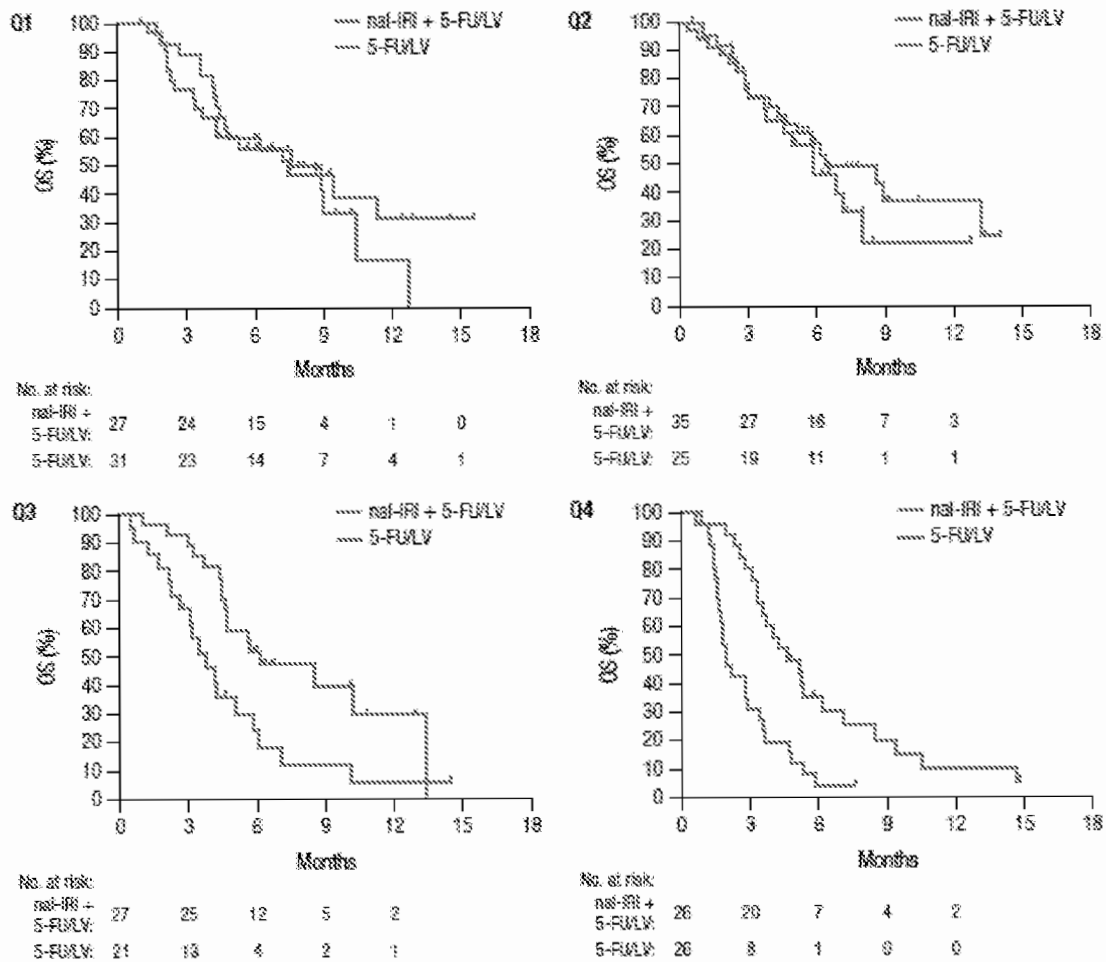 Q1
nal-IRI + 5-FU/LV
5-FU/LV
OS (%)
100
90
80
70
60
50
40
30
20
10
0
0 3 6 9 12 15 18
Months
No. at risk:
nal-IRI +
5-FU/LV: 27 24 15 4 1 0
5-FU/LV: 31 23 14 7 4 1
Q2
nal-IRI + 5-FU/LV
5-FU/LV
OS (%)
100
90
80
70
60
50
40
30
20
10
0
0 3 6 9 12 15 18
Months
No. at risk:
nal-IRI +
5-FU/LV: 35 27 16 7 3
5-FU/LV: 25 19 11 1 1
Q3
nal-IRI + 5-FU/LV
5-FU/LV
OS (%)
100
90
80
70
60
50
40
30
20
10
0
0 3 6 9 12 15 18
Months
No. at risk:
nal-IRI +
5-FU/LV: 27 25 12 5 2
5-FU/LV: 21 13 4 2 1
Q4
nal-IRI + 5-FU/LV
5-FU/LV
OS (%)
100
90
80
70
60
50
40
30
20
10
0
0 3 6 9 12 15 18
Months
No. at risk:
nal-IRI +
5-FU/LV: 26 20 7 4 2
5-FU/LV: 26 8 1 0 0